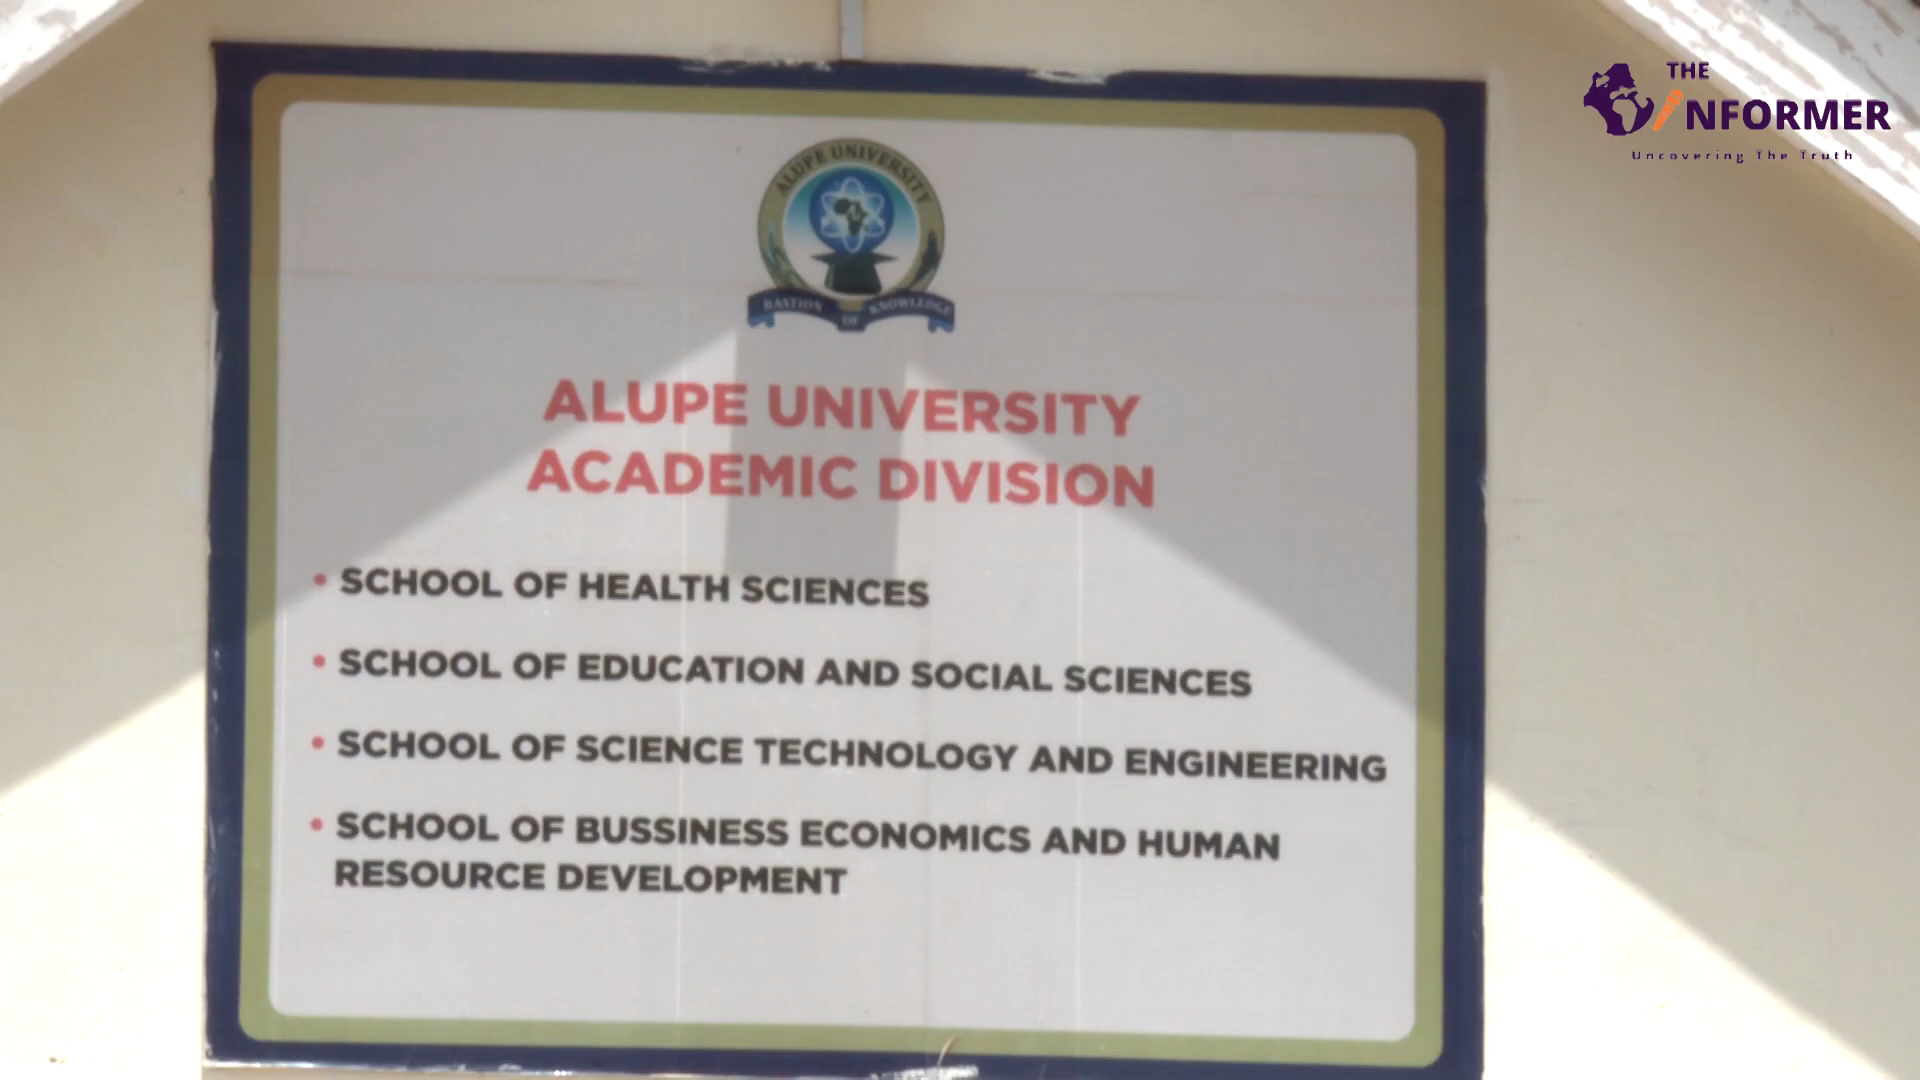 THE
INFORMER
Uncovering The Truth
ALUPE UNIVERSITY
BASTION OF KNOWLEDGE
ALUPE UNIVERSITY
ACADEMIC DIVISION
• SCHOOL OF HEALTH SCIENCES
• SCHOOL OF EDUCATION AND SOCIAL SCIENCES
• SCHOOL OF SCIENCE TECHNOLOGY AND ENGINEERING
• SCHOOL OF BUSSINESS ECONOMICS AND HUMAN
RESOURCE DEVELOPMENT